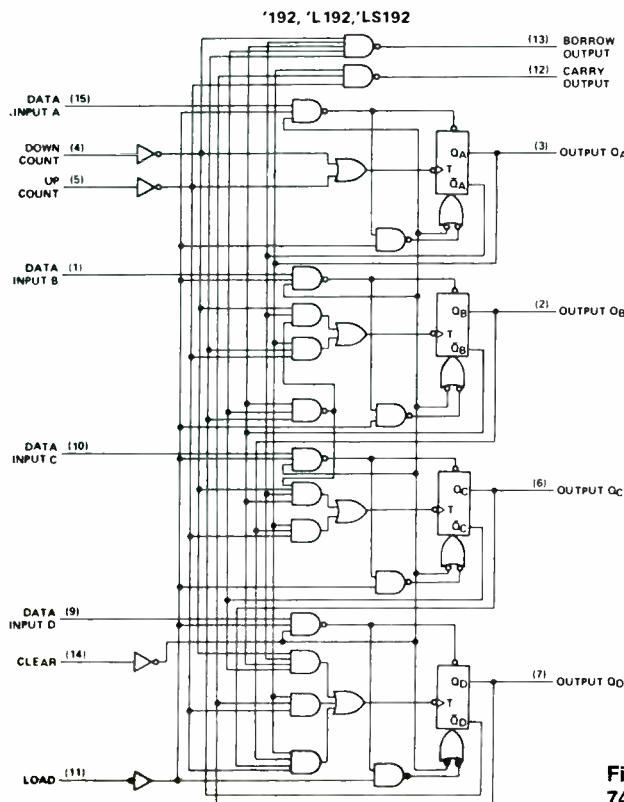 '192, 'L192,'LS192
(13) BORROW
OUTPUT
(12) CARRY
OUTPUT
DATA (15)
INPUT A
DOWN (4)
COUNT
UP (5)
COUNT
QA
T
Q̄A
(3) OUTPUT QA
DATA (1)
INPUT B
QB
T
Q̄B
(2) OUTPUT QB
DATA (10)
INPUT C
QC
T
Q̄C
(6) OUTPUT QC
DATA (9)
INPUT D
CLEAR (14)
QD
T
Q̄D
(7) OUTPUT QD
LOAD (11)
Fi
74